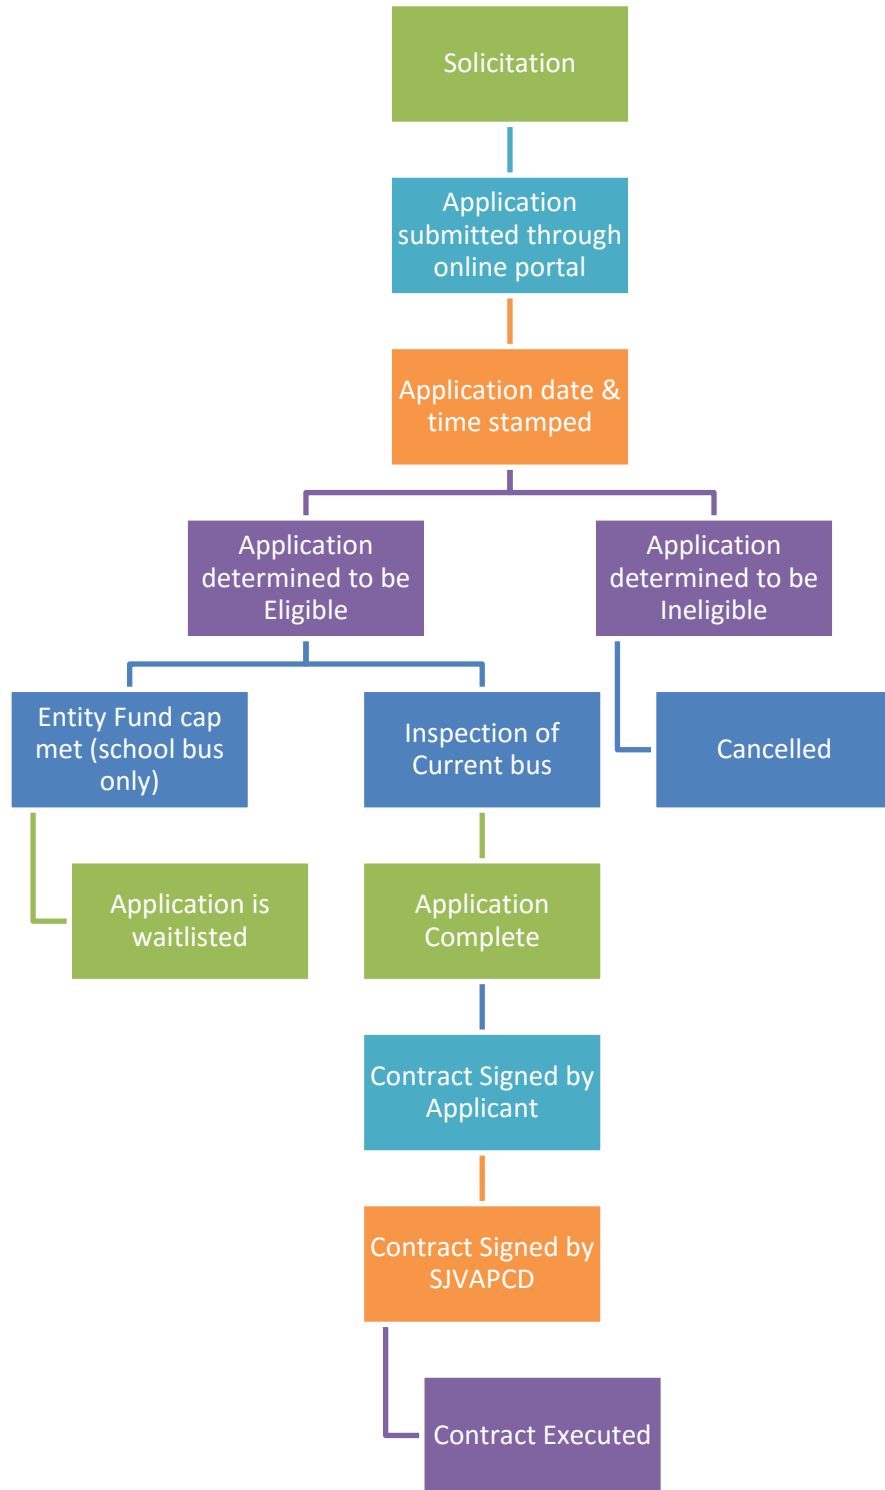 Solicitation
Application
submitted through
online portal
Application date &
time stamped
Application
determined to be
Eligible
Application
determined to be
Ineligible
Entity Fund cap
met (school bus
only)
Inspection of
Current bus
Cancelled
Application is
waitlisted
Application
Complete
Contract Signed by
Applicant
Contract Signed by
SJVAPCD
Contract Executed